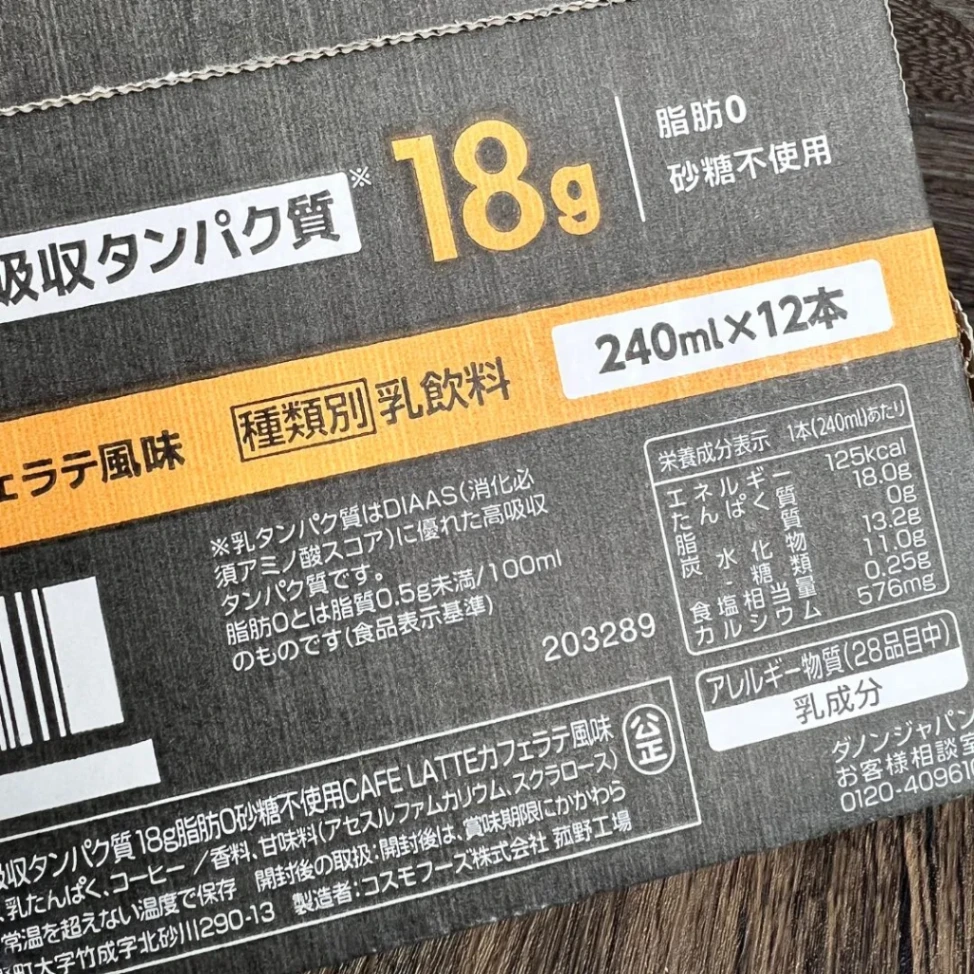 吸収タンパク質※ 18g
脂肪0
砂糖不使用
240ml×12本
ェラテ風味 種類別 乳飲料
※乳タンパク質はDIAAS(消化必
須アミノ酸スコア)に優れた高吸収
タンパク質です。
脂肪0とは脂質0.5g未満/100ml
のものです(食品表示基準)
203289
栄養成分表示 1本(240ml)あたり
エネルギー 125kcal
たんぱく質 18.0g
脂質 0g
炭水化物 13.2g
-糖類 11.0g
食塩相当量 0.25g
カルシウム 576mg
アレルギー物質(28品目中)
乳成分
ダノンジャパン
お客様相談室
0120-409610
吸収タンパク質18g脂肪0砂糖不使用CAFE LATTEカフェラテ風味 公正
、乳たんぱく、コーヒー/香料、甘味料(アセスルファムカリウム、スクラロース)
常温を超えない温度で保存 開封後の取扱:開封後は、賞味期限にかかわら
町大字竹成字北砂川290-13 製造者:コスモフーズ株式会社 菰野工場